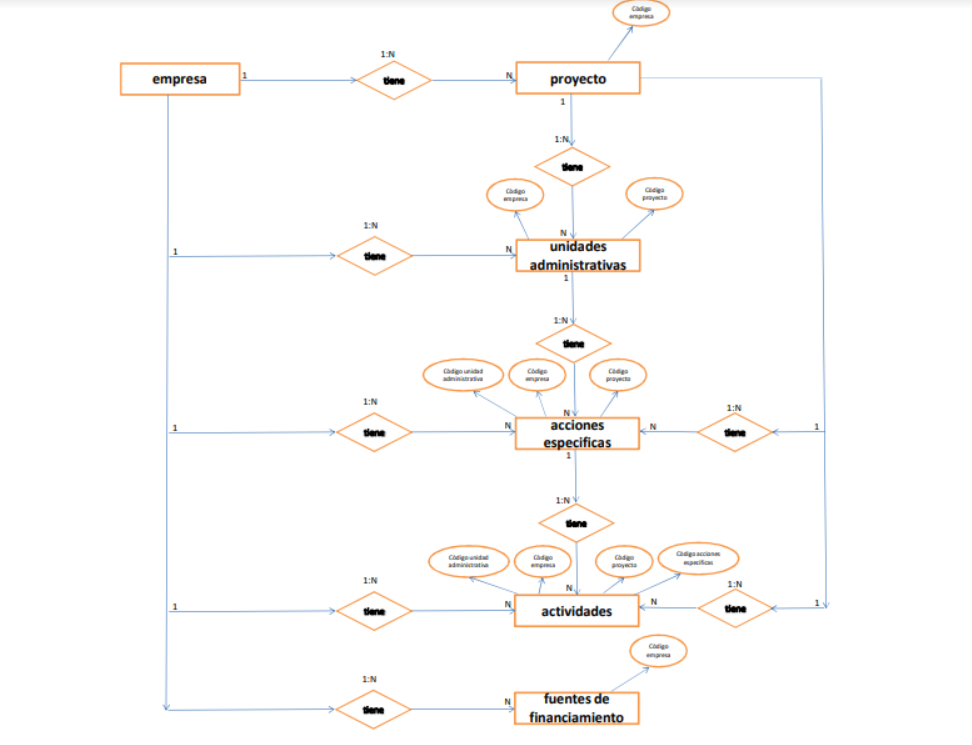 Código
empresa
1:N
empresa
1
tiene
N
proyecto
1
1:N
tiene
Código
empresa
Código
proyecto
1:N
N
1
tiene
N
unidades
administrativas
1
1:N
tiene
Código unidad
administrativa
Código
empresa
Código
proyecto
1:N
N
1:N
1
tiene
N
acciones
especificas
N
tiene
1
1
1:N
tiene
Código unidad
administrativa
Código
empresa
Código
proyecto
Código acciones
específicas
1:N
N
1:N
1
tiene
N
actividades
N
tiene
1
Código
empresa
1:N
tiene
N
fuentes de
financiamiento